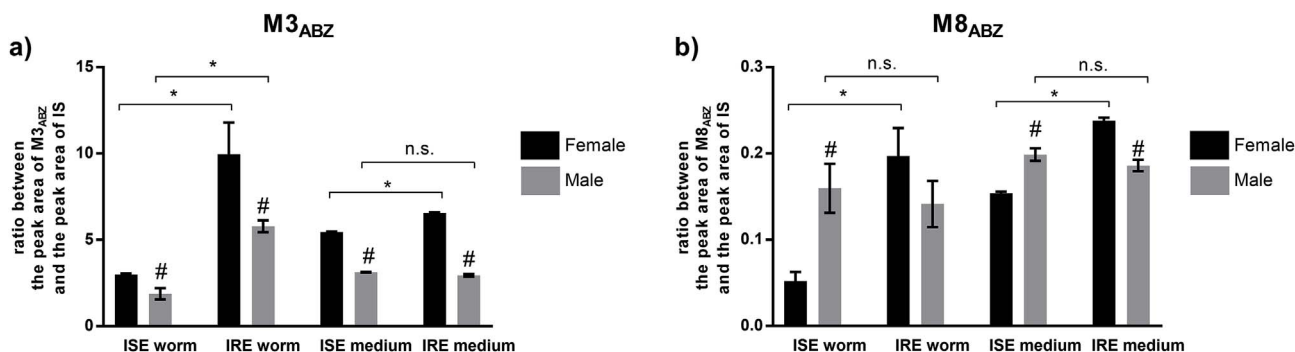 M3ABZ
a)
ratio between
the peak area of M3ABZ
and the peak area of IS
15
10
5
0
*
*
n.s.
*
#
#
#
#
ISE worm IRE worm ISE medium IRE medium
Female
Male
M8ABZ
b)
ratio between
the peak area of M8ABZ
and the peak area of IS
0.3
0.2
0.1
0.0
n.s.
n.s.
*
*
#
#
#
ISE worm IRE worm ISE medium IRE medium
Female
Male